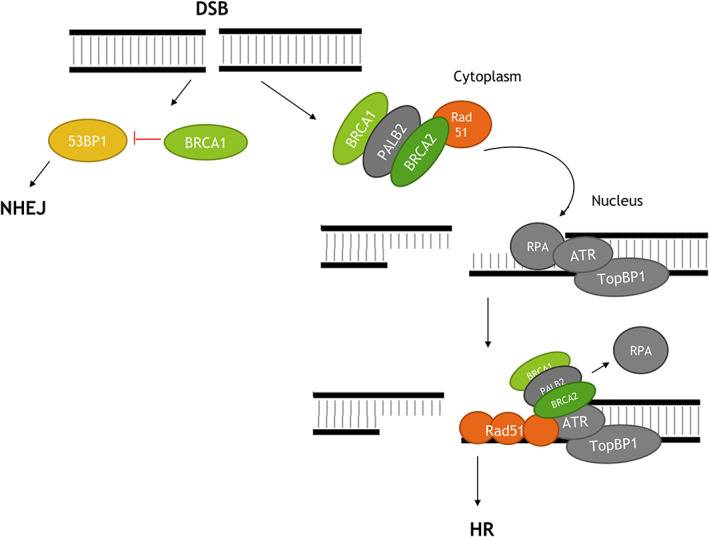 DSB
Cytoplasm
BRCA1
PALB2
BRCA2
Rad
51
53BP1
BRCA1
NHEJ
Nucleus
RPA
ATR
TopBP1
RPA
BRCA1
PALB2
BRCA2
Rad51
ATR
TopBP1
HR